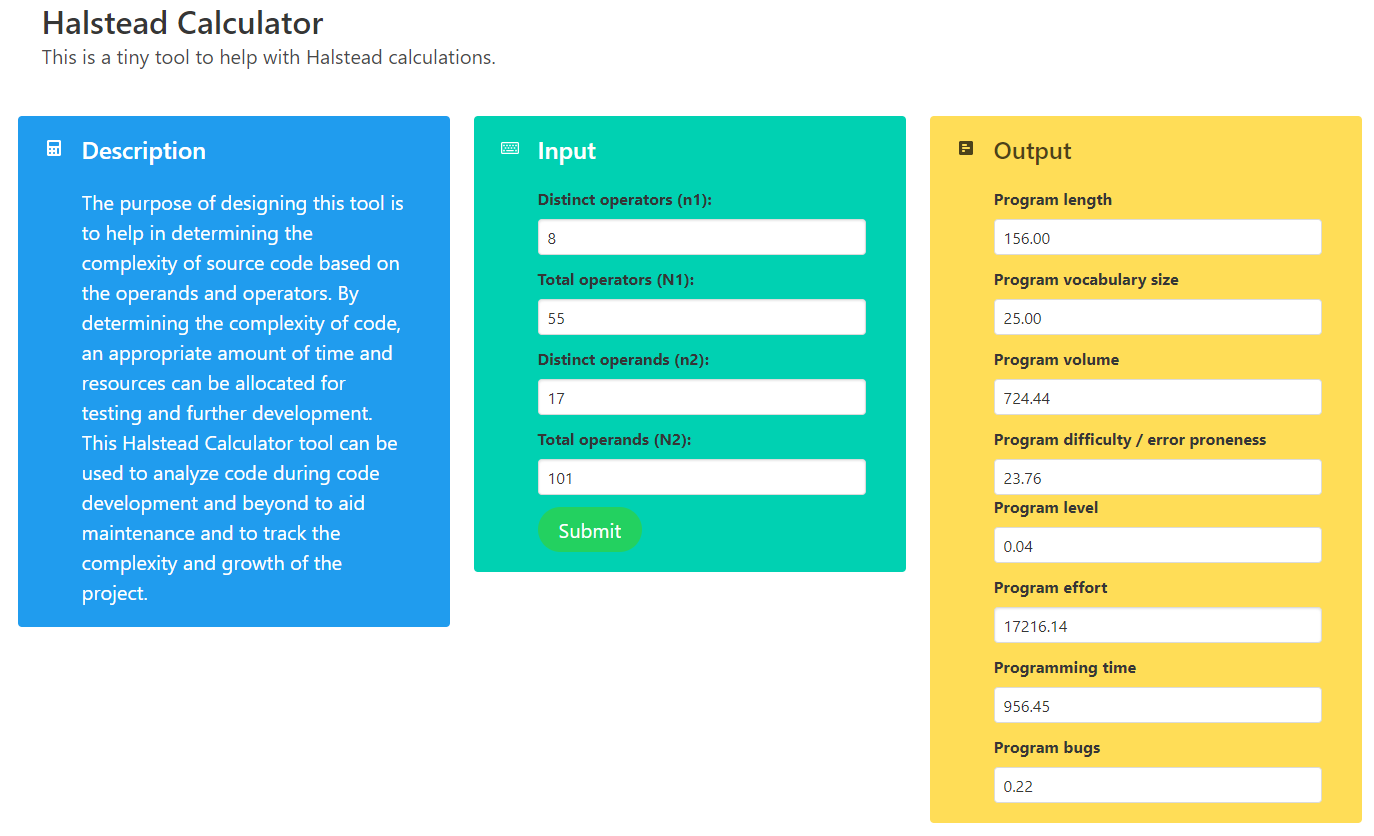 Halstead Calculator
This is a tiny tool to help with Halstead calculations.
Description
The purpose of designing this tool is
to help in determining the
complexity of source code based on
the operands and operators. By
determining the complexity of code,
an appropriate amount of time and
resources can be allocated for
testing and further development.
This Halstead Calculator tool can be
used to analyze code during code
development and beyond to aid
maintenance and to track the
complexity and growth of the
project.
Input
Distinct operators (n1):
8
Total operators (N1):
55
Distinct operands (n2):
17
Total operands (N2):
101
Submit
Output
Program length
156.00
Program vocabulary size
25.00
Program volume
724.44
Program difficulty / error proneness
23.76
Program level
0.04
Program effort
17216.14
Programming time
956.45
Program bugs
0.22